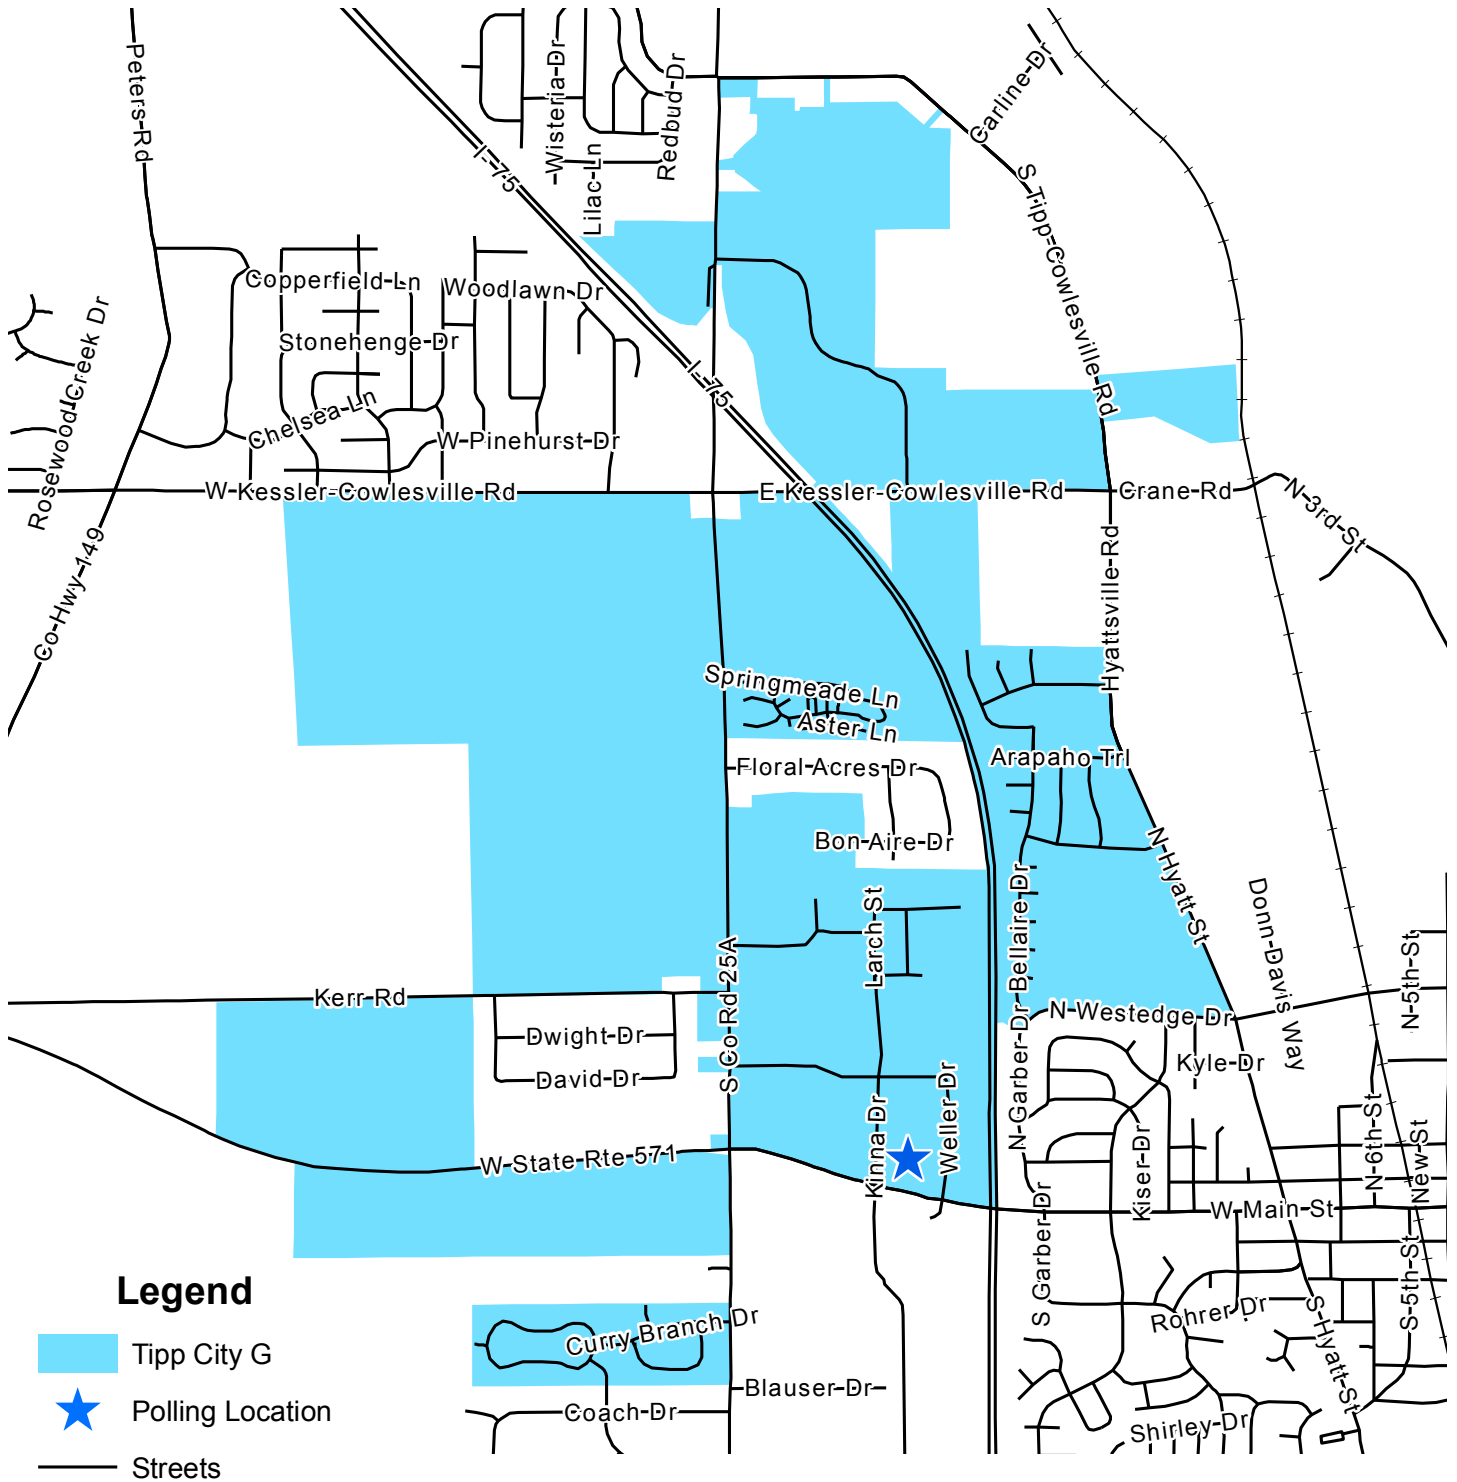 Peters Rd
Wisteria Dr
Redbud Dr
Lilac Ln
I- 75
Carline Dr
S Tipp-Cowlesville Rd
Copperfield Ln
Woodlawn Dr
Stonehenge Dr
Rosewood Creek Dr
I- 75
Chelsea Ln
W Pinehurst Dr
W Kessler-Cowlesville Rd
E Kessler-Cowlesville Rd
Crane Rd
N 3rd St
Co Hwy 149
Hyattsville Rd
Springmeade Ln
Aster Ln
Arapaho Trl
Floral Acres Dr
Bon Aire Dr
N Hyatt St
Bellaire Dr
Larch St
Donn Davis Way
N 5th St
S Co Rd 25A
Kerr Rd
N Westedge Dr
Dwight Dr
Kyle Dr
David Dr
N Garber Dr
Weller Dr
Kinna Dr
Kiser Dr
N 6th St
New St
W State Rte 571
W Main St
S Garber Dr
S 5th St
Rohrer Dr
S Hyatt St
Curry Branch Dr
Blauser Dr
Coach Dr
Shirley Dr
Legend
Tipp City G
Polling Location
Streets